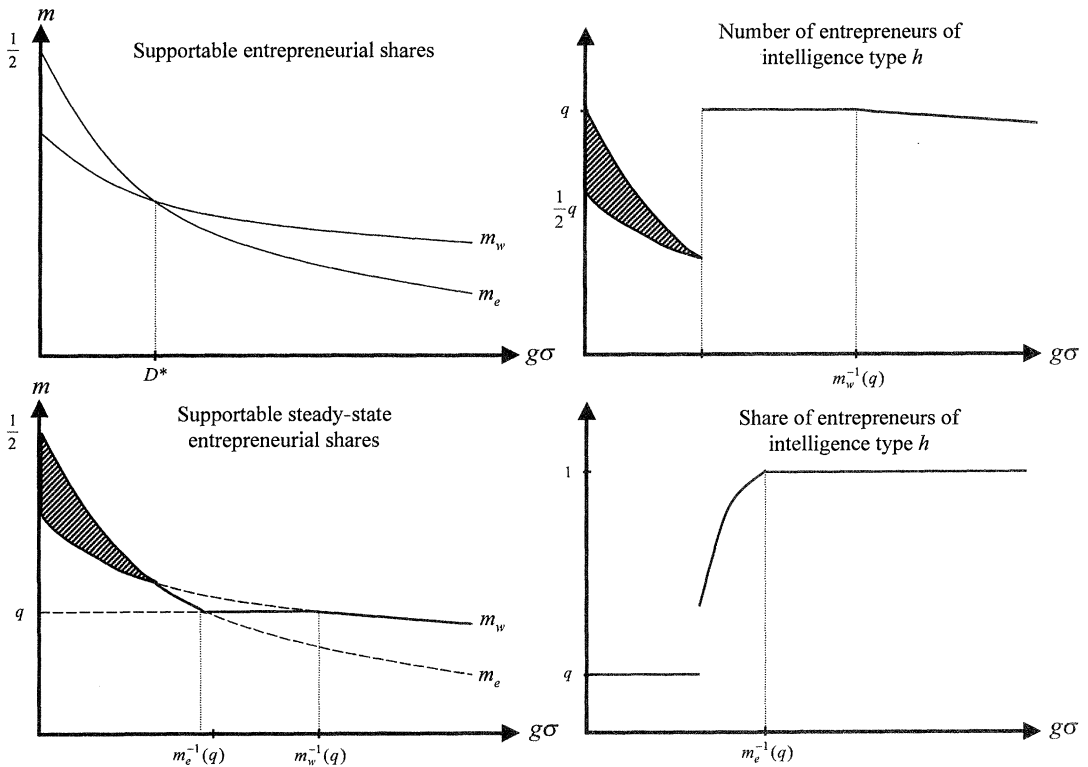 m
1/2
Supportable entrepreneurial shares
m_w
m_e
D*
gσ
Number of entrepreneurs of
intelligence type h
q
1/2 q
m_w^{-1}(q)
gσ
m
1/2
Supportable steady-state
entrepreneurial shares
q
m_w
m_e
m_e^{-1}(q)
m_w^{-1}(q)
gσ
Share of entrepreneurs of
intelligence type h
1
q
m_e^{-1}(q)
gσ